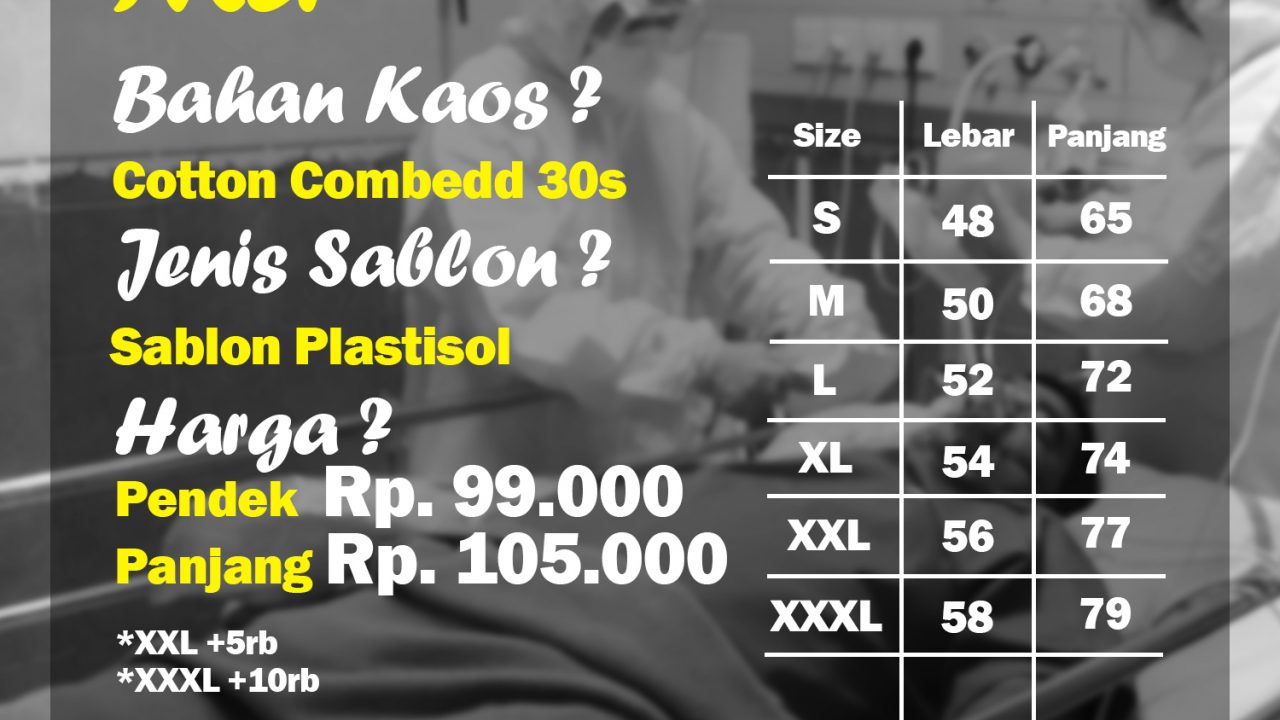 Bahan Kaos ?
Cotton Combedd 30s
Jenis Sablon ?
Sablon Plastisol
Harga ?
Pendek Rp. 99.000
Panjang Rp. 105.000
*XXL +5rb
*XXXL +10rb
Size Lebar Panjang
S 48 65
M 50 68
L 52 72
XL 54 74
XXL 56 77
XXXL 58 79